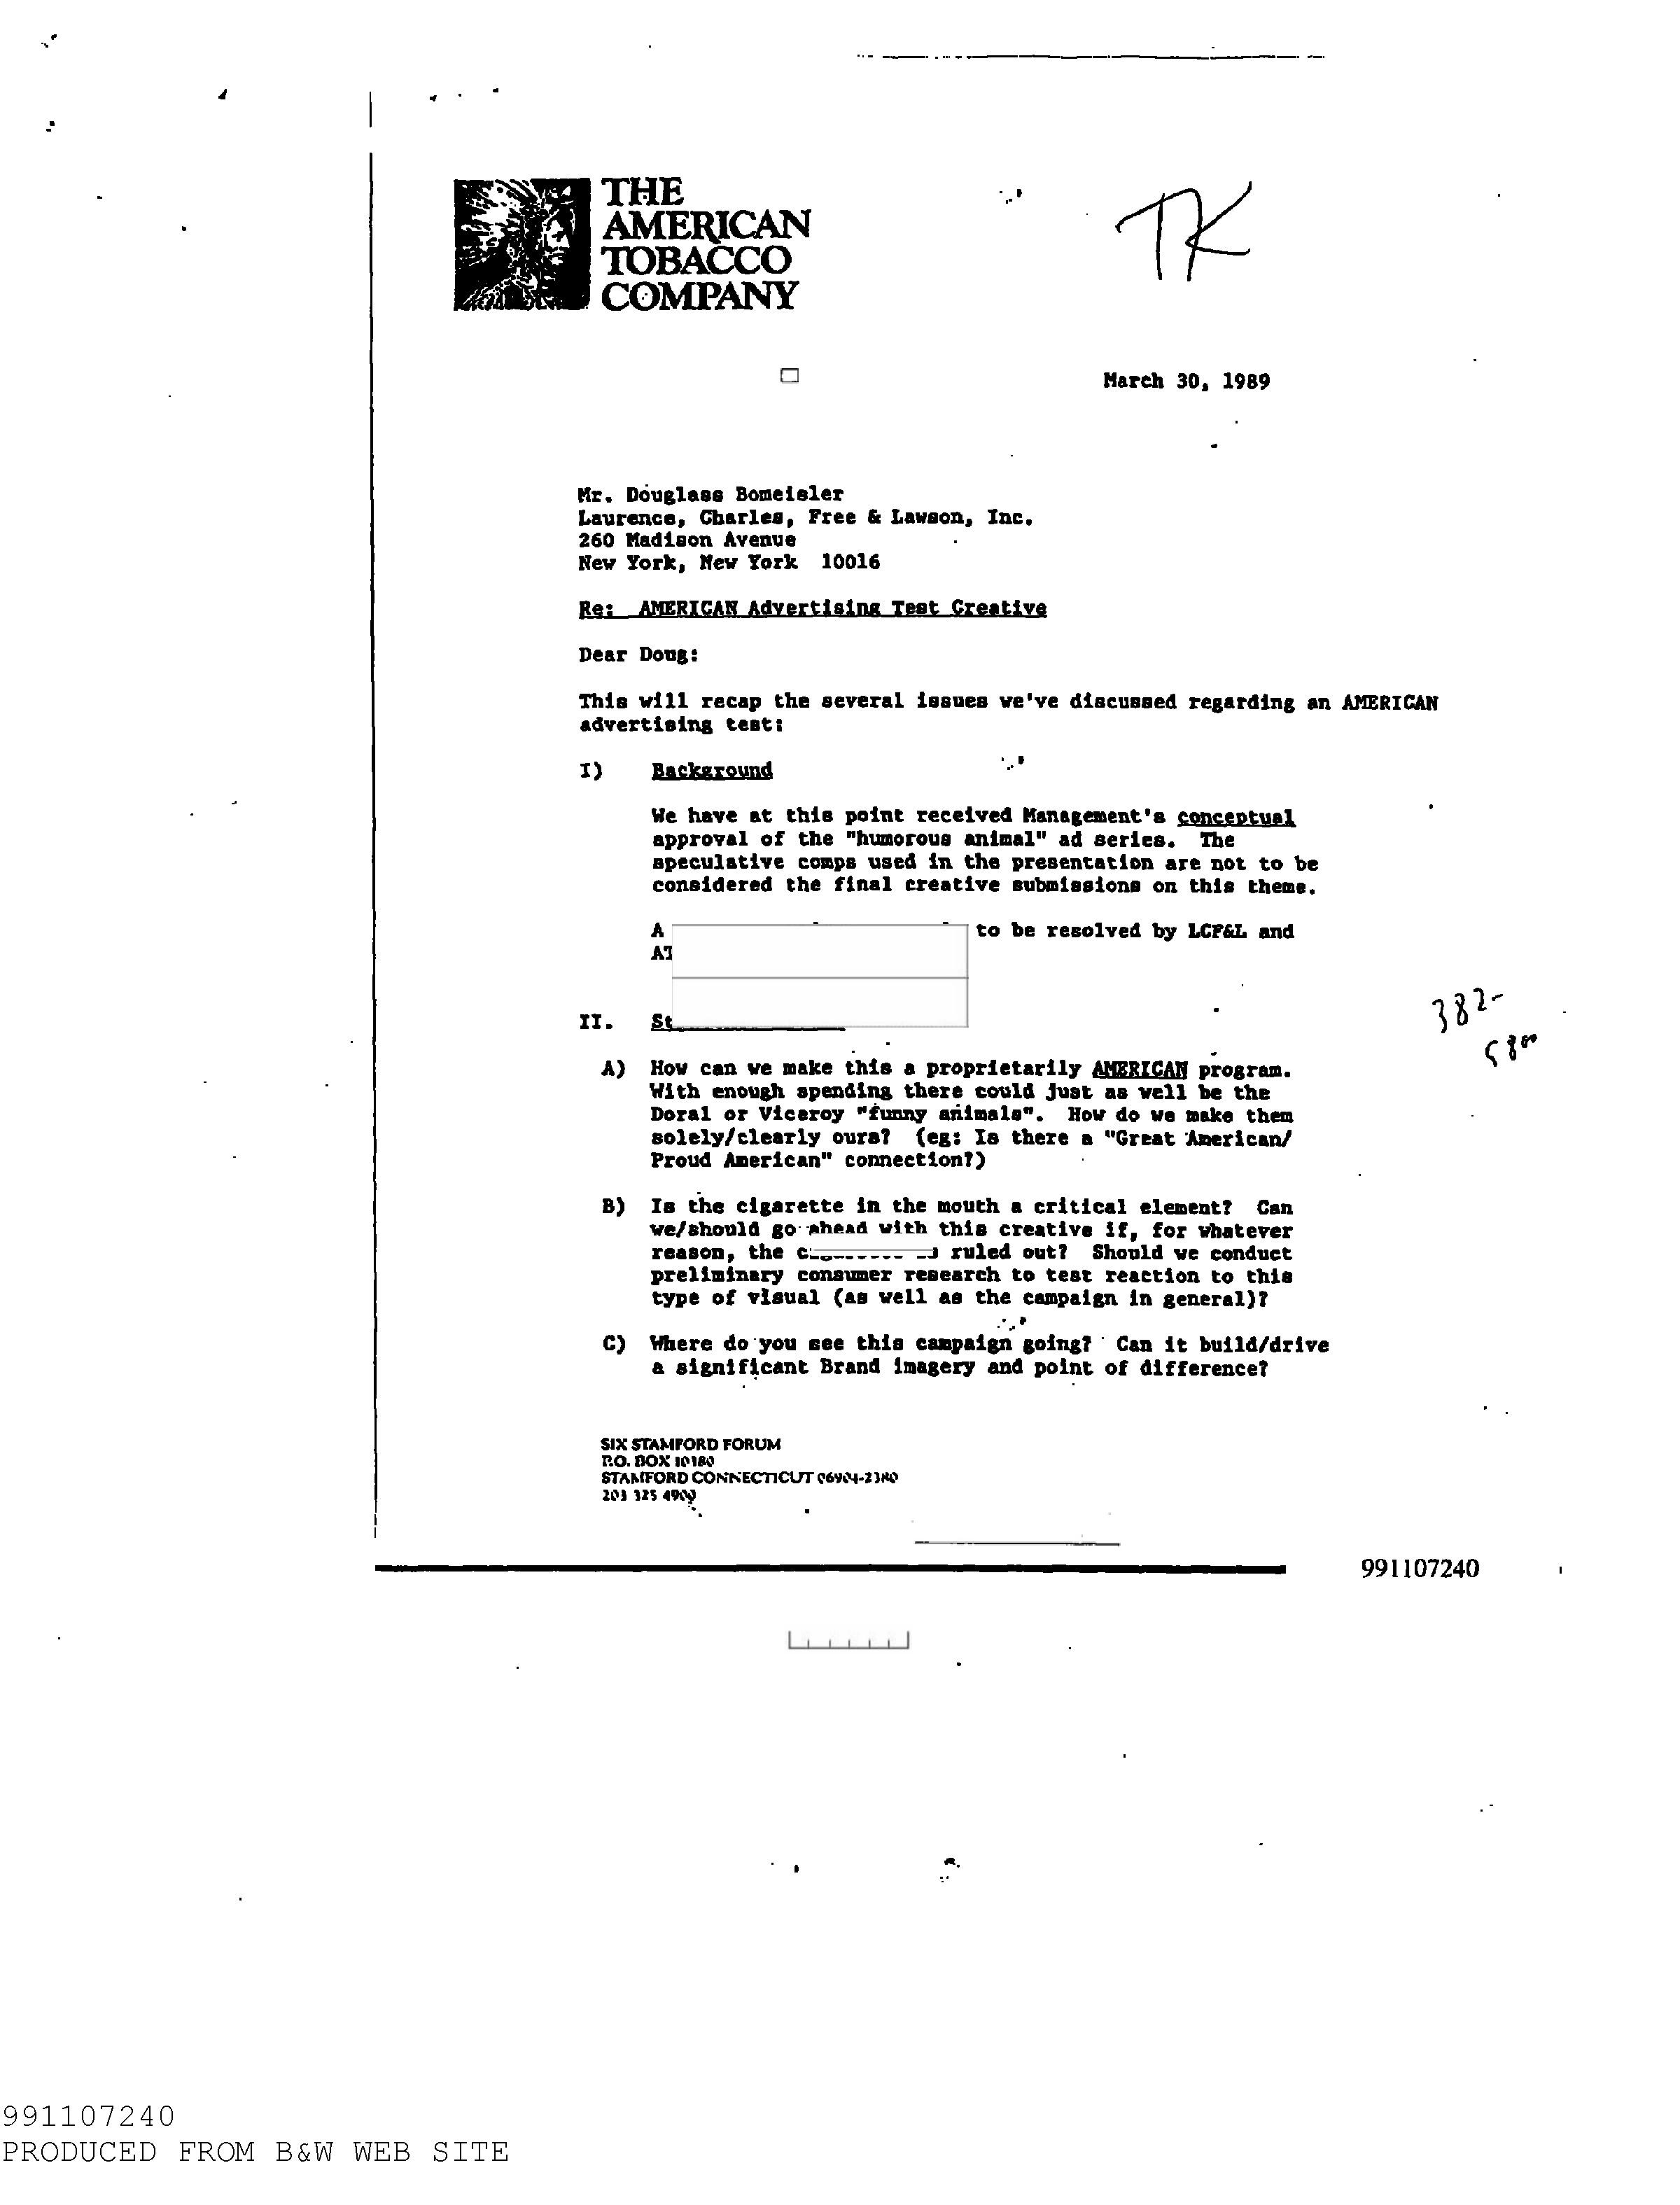 THE
AMERICAN
TOBACCO
COMPANY
TK
March 30, 1989
Mr. Douglass Bomeisler
Laurence, Charles, Free & Lawson, Inc.
260 Madison Avenue
New York, New York 10016
Re: AMERICAN Advertising Test Creative
Dear Doug:
This will recap the several issues we've discussed regarding an AMERICAN
advertising test:
I) Background
We have at this point received Management's conceptual
approval of the "humorous animal" ad series. The
speculative comps used in the presentation are not to be
considered the final creative submissions on this theme.
A to be resolved by LCF&L and
II.
382-
A) How can we make this a proprietarily AMERICAN program.
With enough spending there could just as well be the
Doral or Viceroy "funny animals". How do we make them
solely/clearly ours? (eg: Is there a "Great American/
Proud American" connection?)
B) Is the cigarette in the mouth a critical element? Can
we/should go ahead with this creative if, for whatever
reason, the ruled out? Should we conduct
preliminary consumer research to test reaction to this
type of visual (as well as the campaign in general)?
C) Where do you see this campaign going? Can it build/drive
a significant Brand imagery and point of difference?
SIX STAMFORD FORUM
P.O. BOX 10380
STAMFORD CONNECTICUT 06904-2380
203 325 4900
991107240
991107240
PRODUCED FROM B&W WEB SITE